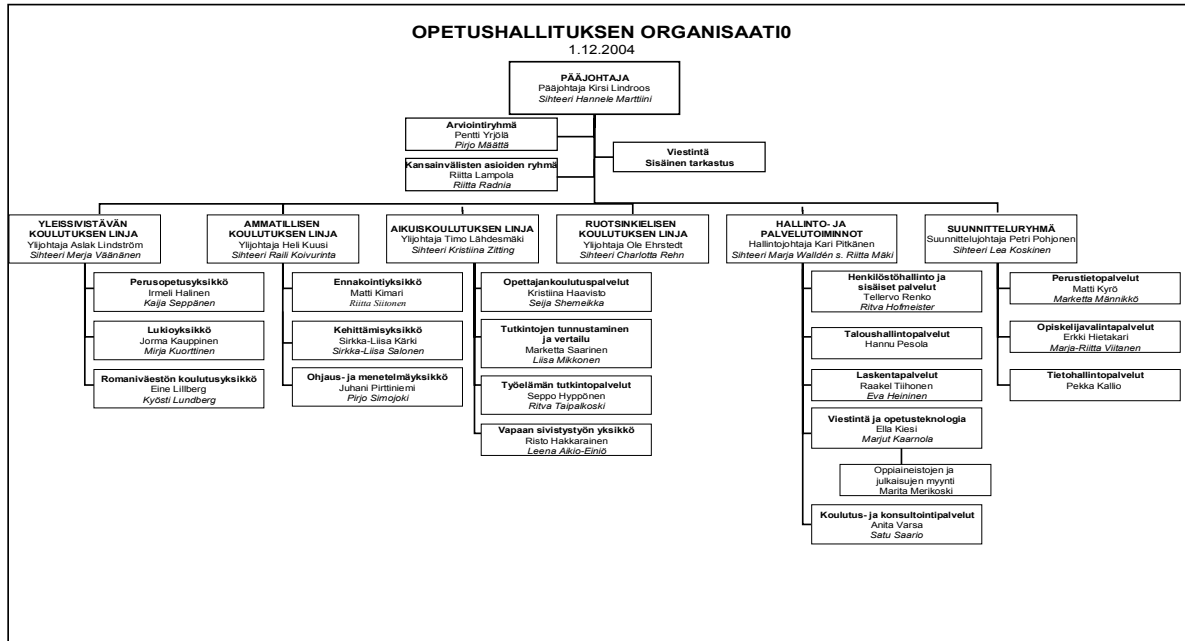 OPETUSHALLITUKSEN ORGANISAATI0
1.12.2004
PÄÄJOHTAJA
Pääjohtaja Kirsi Lindroos
Sihteeri Hannele Marttiini
Arviointiryhmä
Pentti Yrjölä
Pirjo Määttä
Kansainvälisten asioiden ryhmä
Riitta Lampola
Riitta Radnia
Viestintä
Sisäinen tarkastus
YLEISSIVISTÄVÄN
KOULUTUKSEN LINJA
Ylijohtaja Aslak Lindström
Sihteeri Merja Väänänen
Perusopetusyksikkö
Irmeli Halinen
Kaija Seppänen
Lukioyksikkö
Jorma Kauppinen
Mirja Kuorttinen
Romaniväestön koulutusyksikkö
Eine Lillberg
Kyösti Lundberg
AMMATILLISEN
KOULUTUKSEN LINJA
Ylijohtaja Heli Kuusi
Sihteeri Raili Koivurinta
Ennakointiyksikkö
Matti Kimari
Riitta Siitonen
Kehittämisyksikkö
Sirkka-Liisa Kärki
Sirkka-Liisa Salonen
Ohjaus- ja menetelmäyksikkö
Juhani Pirttiniemi
Pirjo Simojoki
AIKUISKOULUTUKSEN LINJA
Ylijohtaja Timo Lähdesmäki
Sihteeri Kristiina Zitting
Opettajankoulutuspalvelut
Kristiina Haavisto
Seija Shemeikka
Tutkintojen tunnustaminen
ja vertailu
Marketta Saarinen
Liisa Mikkonen
Työelämän tutkintopalvelut
Seppo Hyppönen
Ritva Taipalkoski
Vapaan sivistystyön yksikkö
Risto Hakkarainen
Leena Aikio-Einiö
RUOTSINKIELISEN
KOULUTUKSEN LINJA
Ylijohtaja Ole Ehrstedt
Sihteeri Charlotta Rehn
HALLINTO- JA
PALVELUTOIMINNOT
Hallintojohtaja Kari Pitkänen
Sihteeri Marja Walldén s. Riitta Mäki
Henkilöstöhallinto ja
sisäiset palvelut
Tellervo Renko
Ritva Hofmeister
Taloushallintopalvelut
Hannu Pesola
Laskentapalvelut
Raakel Tiihonen
Eva Heininen
Viestintä ja opetusteknologia
Ella Kiesi
Marjut Kaarnola
Oppiaineistojen ja
julkaisujen myynti
Marita Merikoski
Koulutus- ja konsultointipalvelut
Anita Varsa
Satu Saario
SUUNNITTELURYHMÄ
Suunnittelujohtaja Petri Pohjonen
Sihteeri Lea Koskinen
Perustietopalvelut
Matti Kyrö
Marketta Männikkö
Opiskelijavalintapalvelut
Erkki Hietakari
Marja-Riitta Viitanen
Tietohallintopalvelut
Pekka Kallio